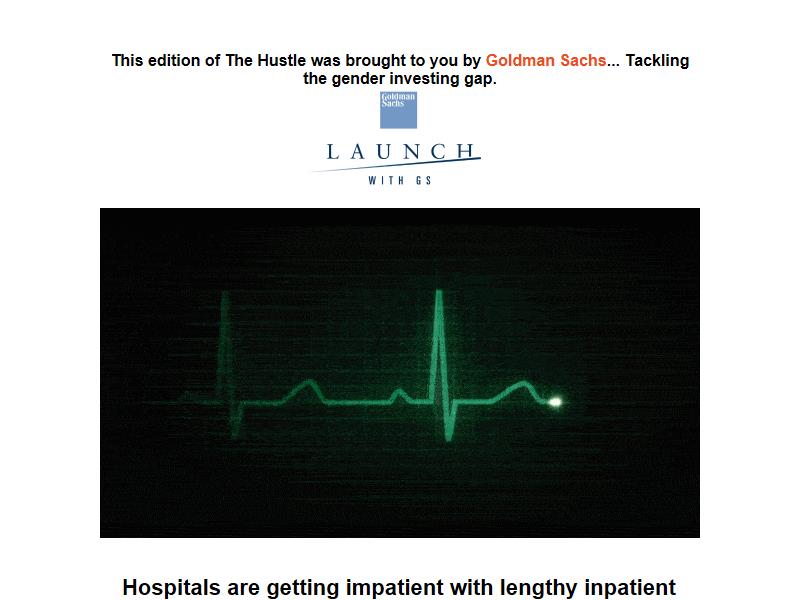 This edition of The Hustle was brought to you by Goldman Sachs... Tackling
the gender investing gap.
Goldman
Sachs
LAUNCH
WITH GS
Hospitals are getting impatient with lengthy inpatient